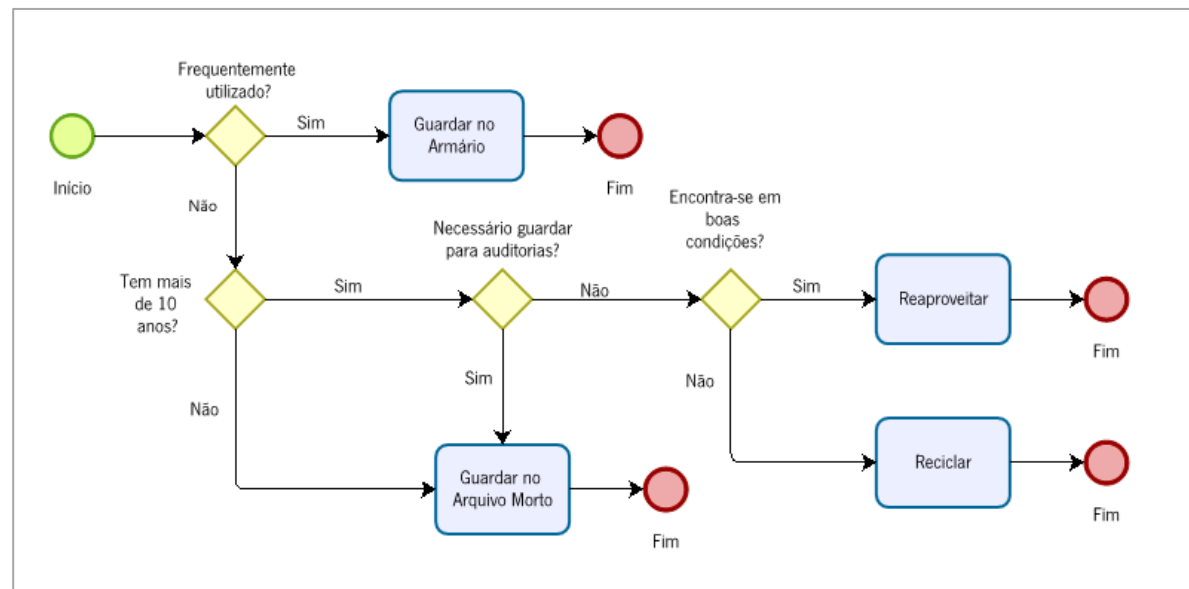 Frequentemente
utilizado?
Sim
Guardar no
Armário
Início
Fim
Não
Necessário guardar
para auditorias?
Encontra-se em
boas
condições?
Tem mais
de 10
anos?
Sim
Não
Sim
Reaproveitar
Fim
Sim
Não
Não
Guardar no
Arquivo Morto
Fim
Reciclar
Fim